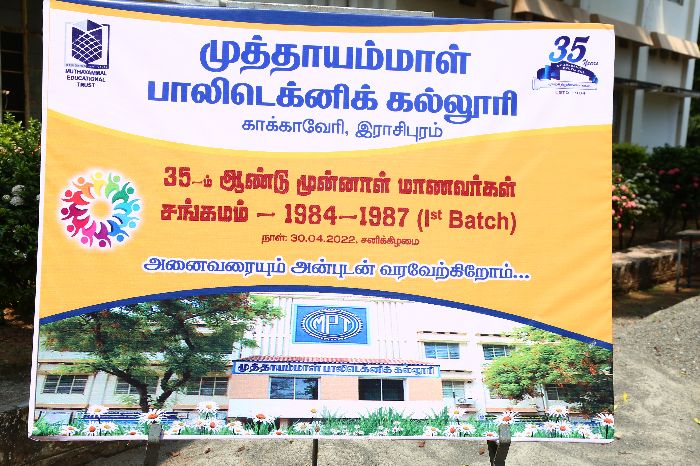 முத்தாயம்மாள்
பாலிடெக்னிக் கல்லூரி
காக்காவேரி, இராசிபுரம்
MUTHAYAMMAL
EDUCATIONAL
TRUST
35
Years
35-ம் ஆண்டு முன்னாள் மாணவர்கள்
சங்கமம் – 1984–1987 (Ist Batch)
நாள்: 30.04.2022, சனிக்கிழமை
அனைவரையும் அன்புடன் வரவேற்கிறோம்...
MPT
முத்தாயம்மாள் பாலிடெக்னிக் கல்லூரி